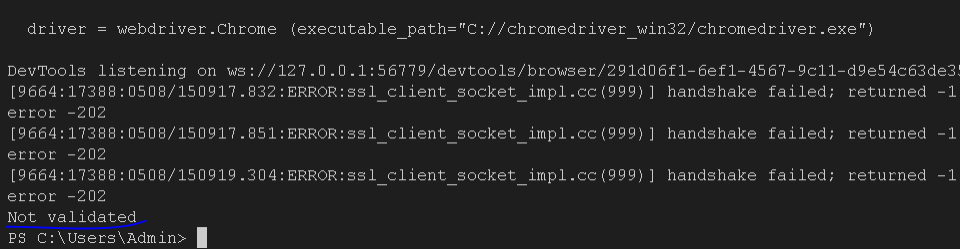 driver = webdriver.Chrome (executable_path="C://chromedriver_win32/chromedriver.exe")
DevTools listening on ws://127.0.0.1:56779/devtools/browser/291d06f1-6ef1-4567-9c11-d9e54c63de35
[9664:17388:0508/150917.832:ERROR:ssl_client_socket_impl.cc(999)] handshake failed; returned -1
error -202
[9664:17388:0508/150917.851:ERROR:ssl_client_socket_impl.cc(999)] handshake failed; returned -1
error -202
[9664:17388:0508/150919.304:ERROR:ssl_client_socket_impl.cc(999)] handshake failed; returned -1
error -202
Not validated
PS C:\Users\Admin>